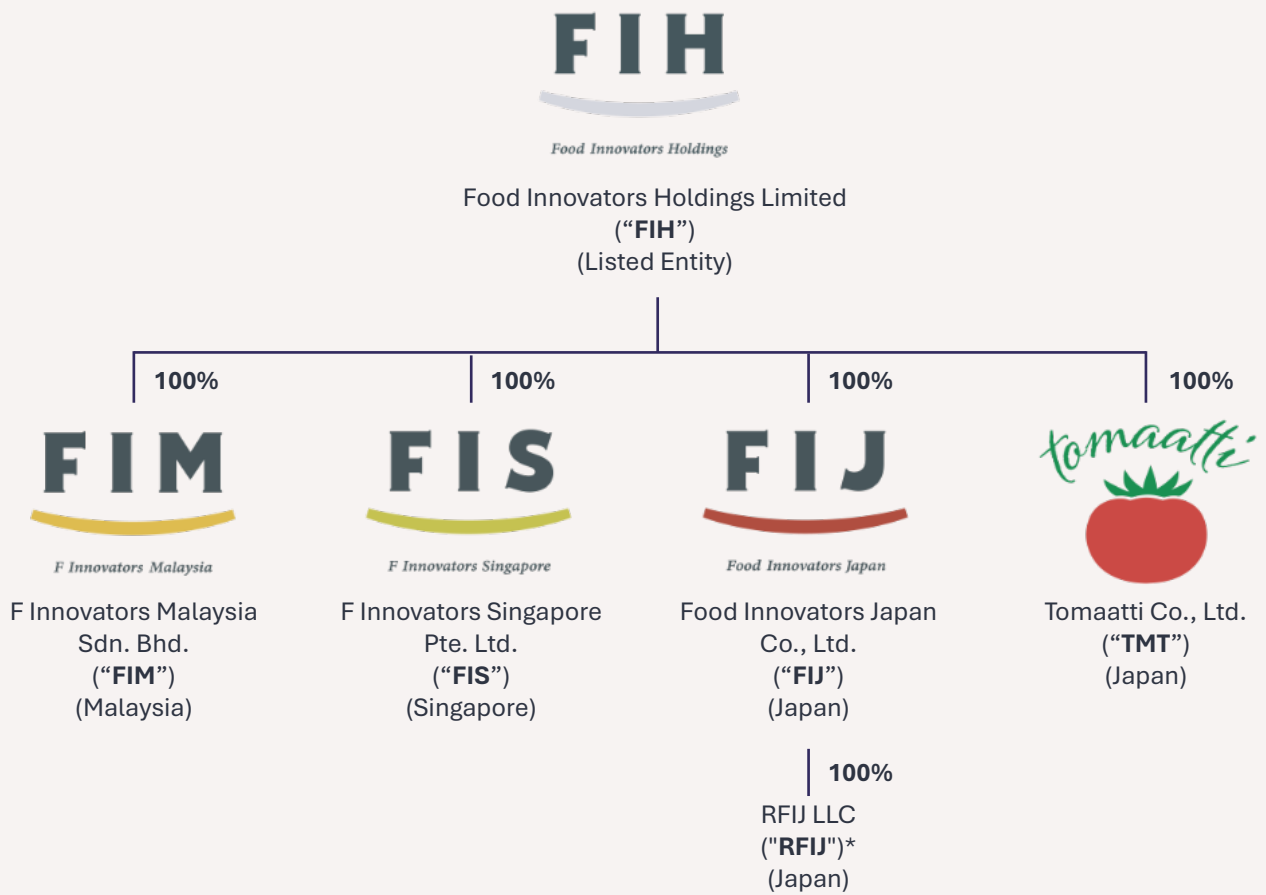 FIH
Food Innovators Holdings
Food Innovators Holdings Limited
(“FIH”)
(Listed Entity)
100%
100%
100%
100%
FIM
F Innovators Malaysia
F Innovators Malaysia
Sdn. Bhd.
(“FIM”)
(Malaysia)
FIS
F Innovators Singapore
F Innovators Singapore
Pte. Ltd.
(“FIS”)
(Singapore)
FIJ
Food Innovators Japan
Food Innovators Japan
Co., Ltd.
(“FIJ”)
(Japan)
100%
RFIJ LLC
("RFIJ")*
(Japan)
tomaatti
Tomaatti Co., Ltd.
(“TMT”)
(Japan)